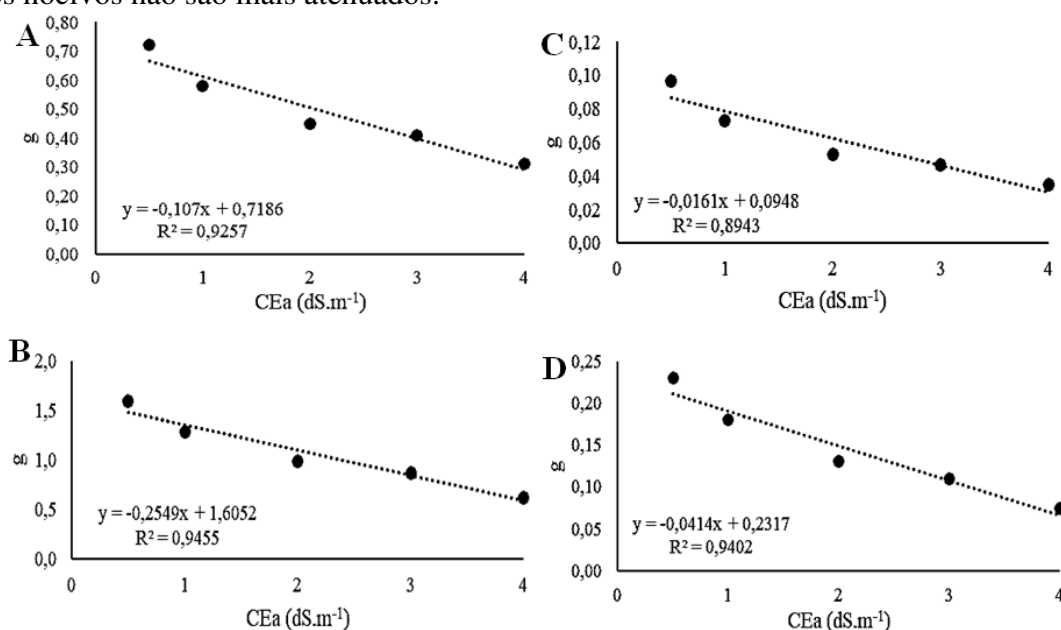 nocivos não são mais atenuados.
A
0,80
0,70
0,60
0,50
0,40
0,30
0,20
0,10
0,00
g
y = -0,107x + 0,7186
R² = 0,9257
0 1 2 3 4
CEa (dS.m⁻¹)
C
0,12
0,10
0,08
0,06
0,04
0,02
0,00
g
y = -0,0161x + 0,0948
R² = 0,8943
0 1 2 3 4
CEa (dS.m⁻¹)
B
2,0
1,5
1,0
0,5
0,0
g
y = -0,2549x + 1,6052
R² = 0,9455
0 1 2 3 4
CEa (dS.m⁻¹)
D
0,25
0,20
0,15
0,10
0,05
0,00
g
y = -0,0414x + 0,2317
R² = 0,9402
0 1 2 3 4
CEa (dS.m⁻¹)